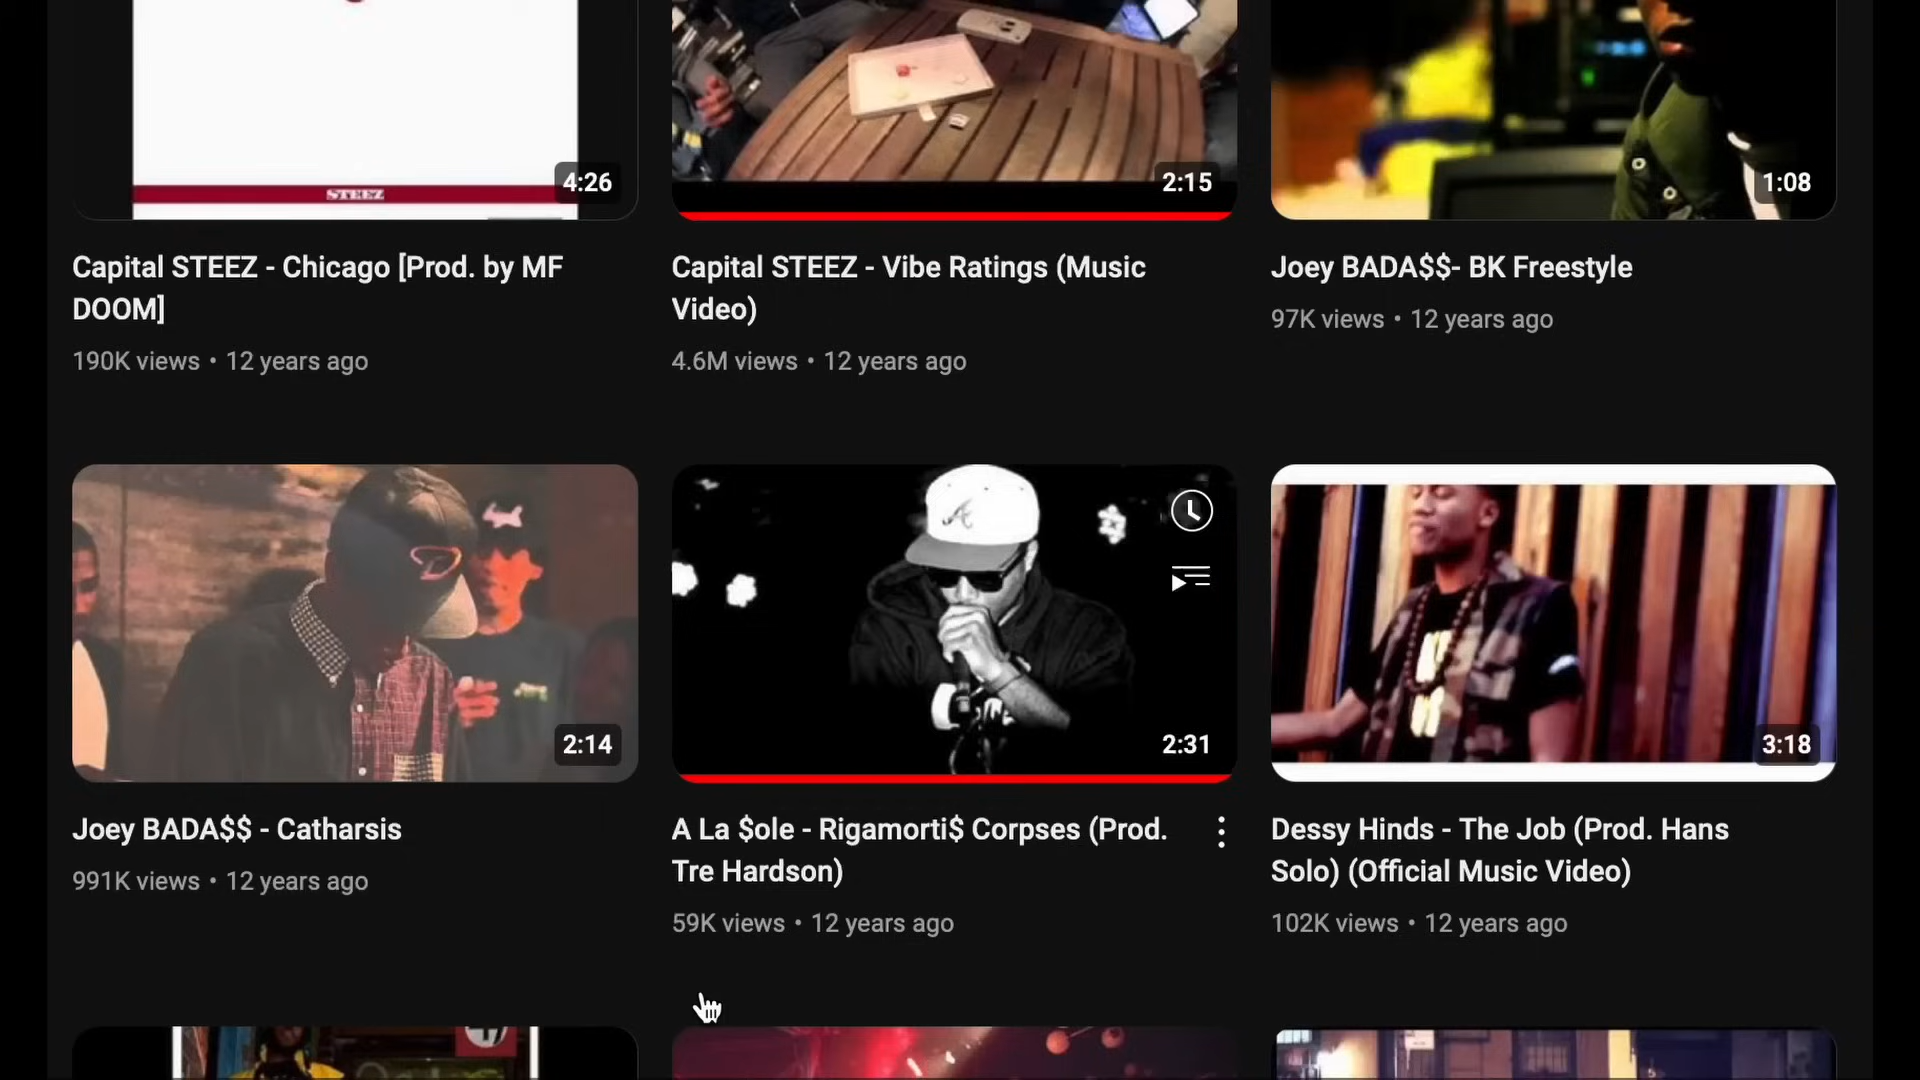 STEEZ
4:26
2:15
1:08
Capital STEEZ - Chicago [Prod. by MF
DOOM]
190K views • 12 years ago
Capital STEEZ - Vibe Ratings (Music
Video)
4.6M views • 12 years ago
Joey BADA$$- BK Freestyle
97K views • 12 years ago
A
2:14
2:31
3:18
Joey BADA$$ - Catharsis
991K views • 12 years ago
A La $ole - Rigamorti$ Corpses (Prod.
Tre Hardson)
59K views • 12 years ago
Dessy Hinds - The Job (Prod. Hans
Solo) (Official Music Video)
102K views • 12 years ago